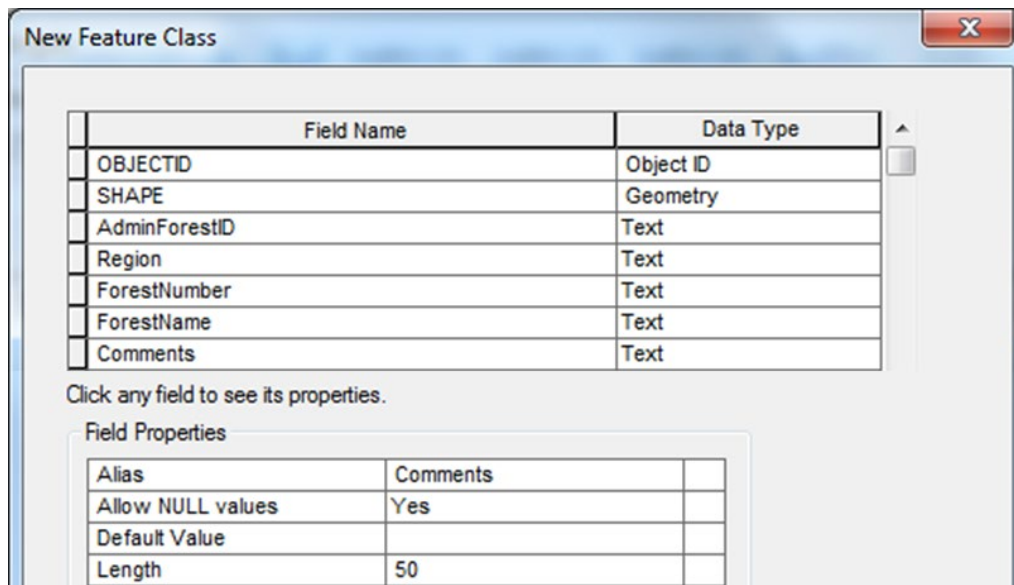 New Feature Class
Field Name Data Type
OBJECTID Object ID
SHAPE Geometry
AdminForestID Text
Region Text
ForestNumber Text
ForestName Text
Comments Text
Click any field to see its properties.
Field Properties
Alias Comments
Allow NULL values Yes
Default Value
Length 50